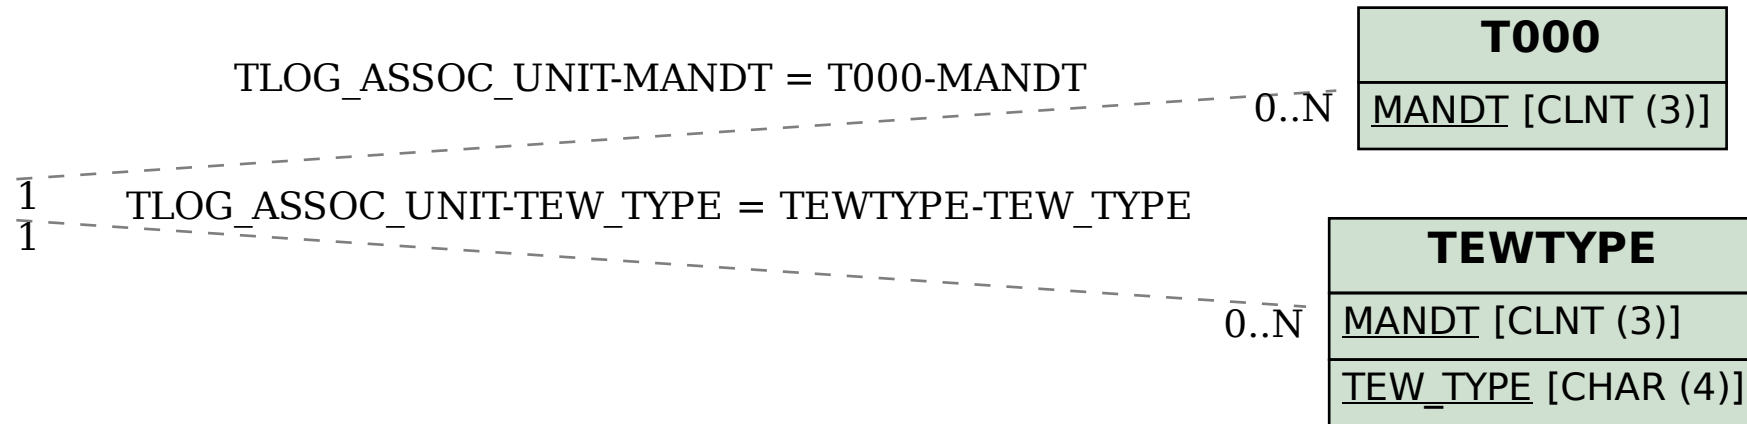 T000
TLOG_ASSOC_UNIT-MANDT = T000-MANDT
0..N
MANDT [CLNT (3)]
1
TLOG_ASSOC_UNIT-TEW_TYPE = TEWTYPE-TEW_TYPE
1
TEWTYPE
0..N
MANDT [CLNT (3)]
TEW_TYPE [CHAR (4)]